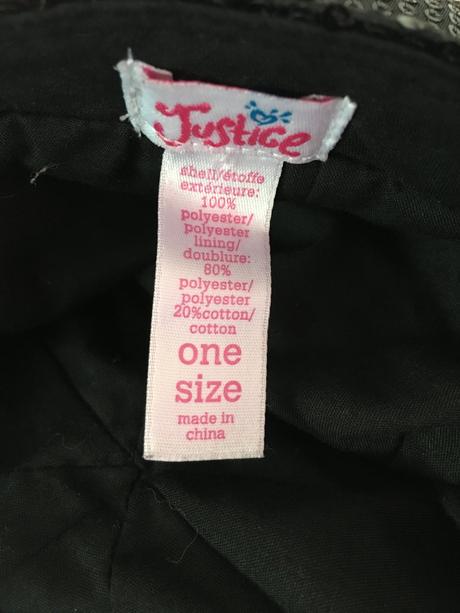 Justice
shell/étoffe
extérieure:
100%
polyester/
polyester
lining/
doublure:
80%
polyester/
polyester
20%cotton/
cotton
one
size
made in
china